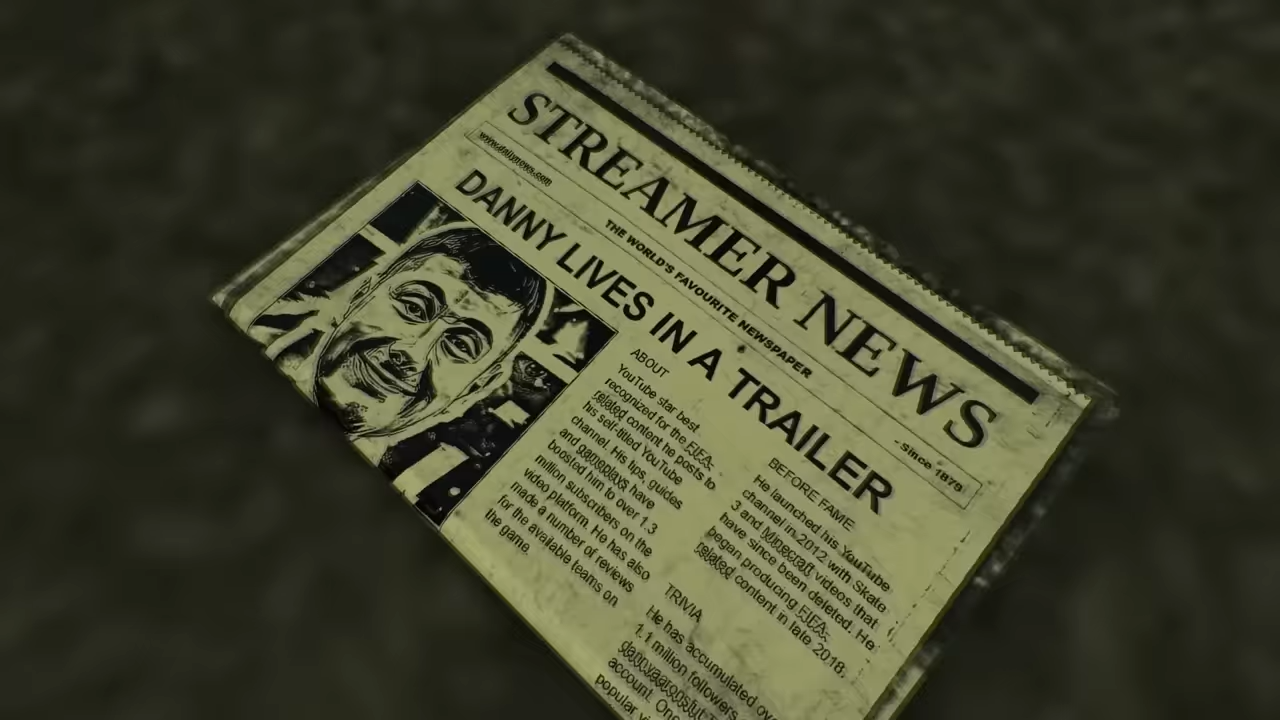 STREAMER NEWS
www.dailynews.com
THE WORLD'S FAVOURITE NEWSPAPER
- since 1879
DANNY LIVES IN A TRAILER
ABOUT
YouTube star best
recognized for the FIFA-
related content he posts to
his self-titled YouTube
channel. His tips, guides
and gameplays have
boosted him to over 1.3
million subscribers on the
video platform. He has also
made a number of reviews
for the available teams on
the game.
BEFORE FAME
He launched his YouTube
channel in 2012 with Skate
3 and Minecraft videos that
have since been deleted. He
began producing FIFA-
related content in late 2018.
TRIVIA
He has accumulated
1.1 million followers
account.
popular